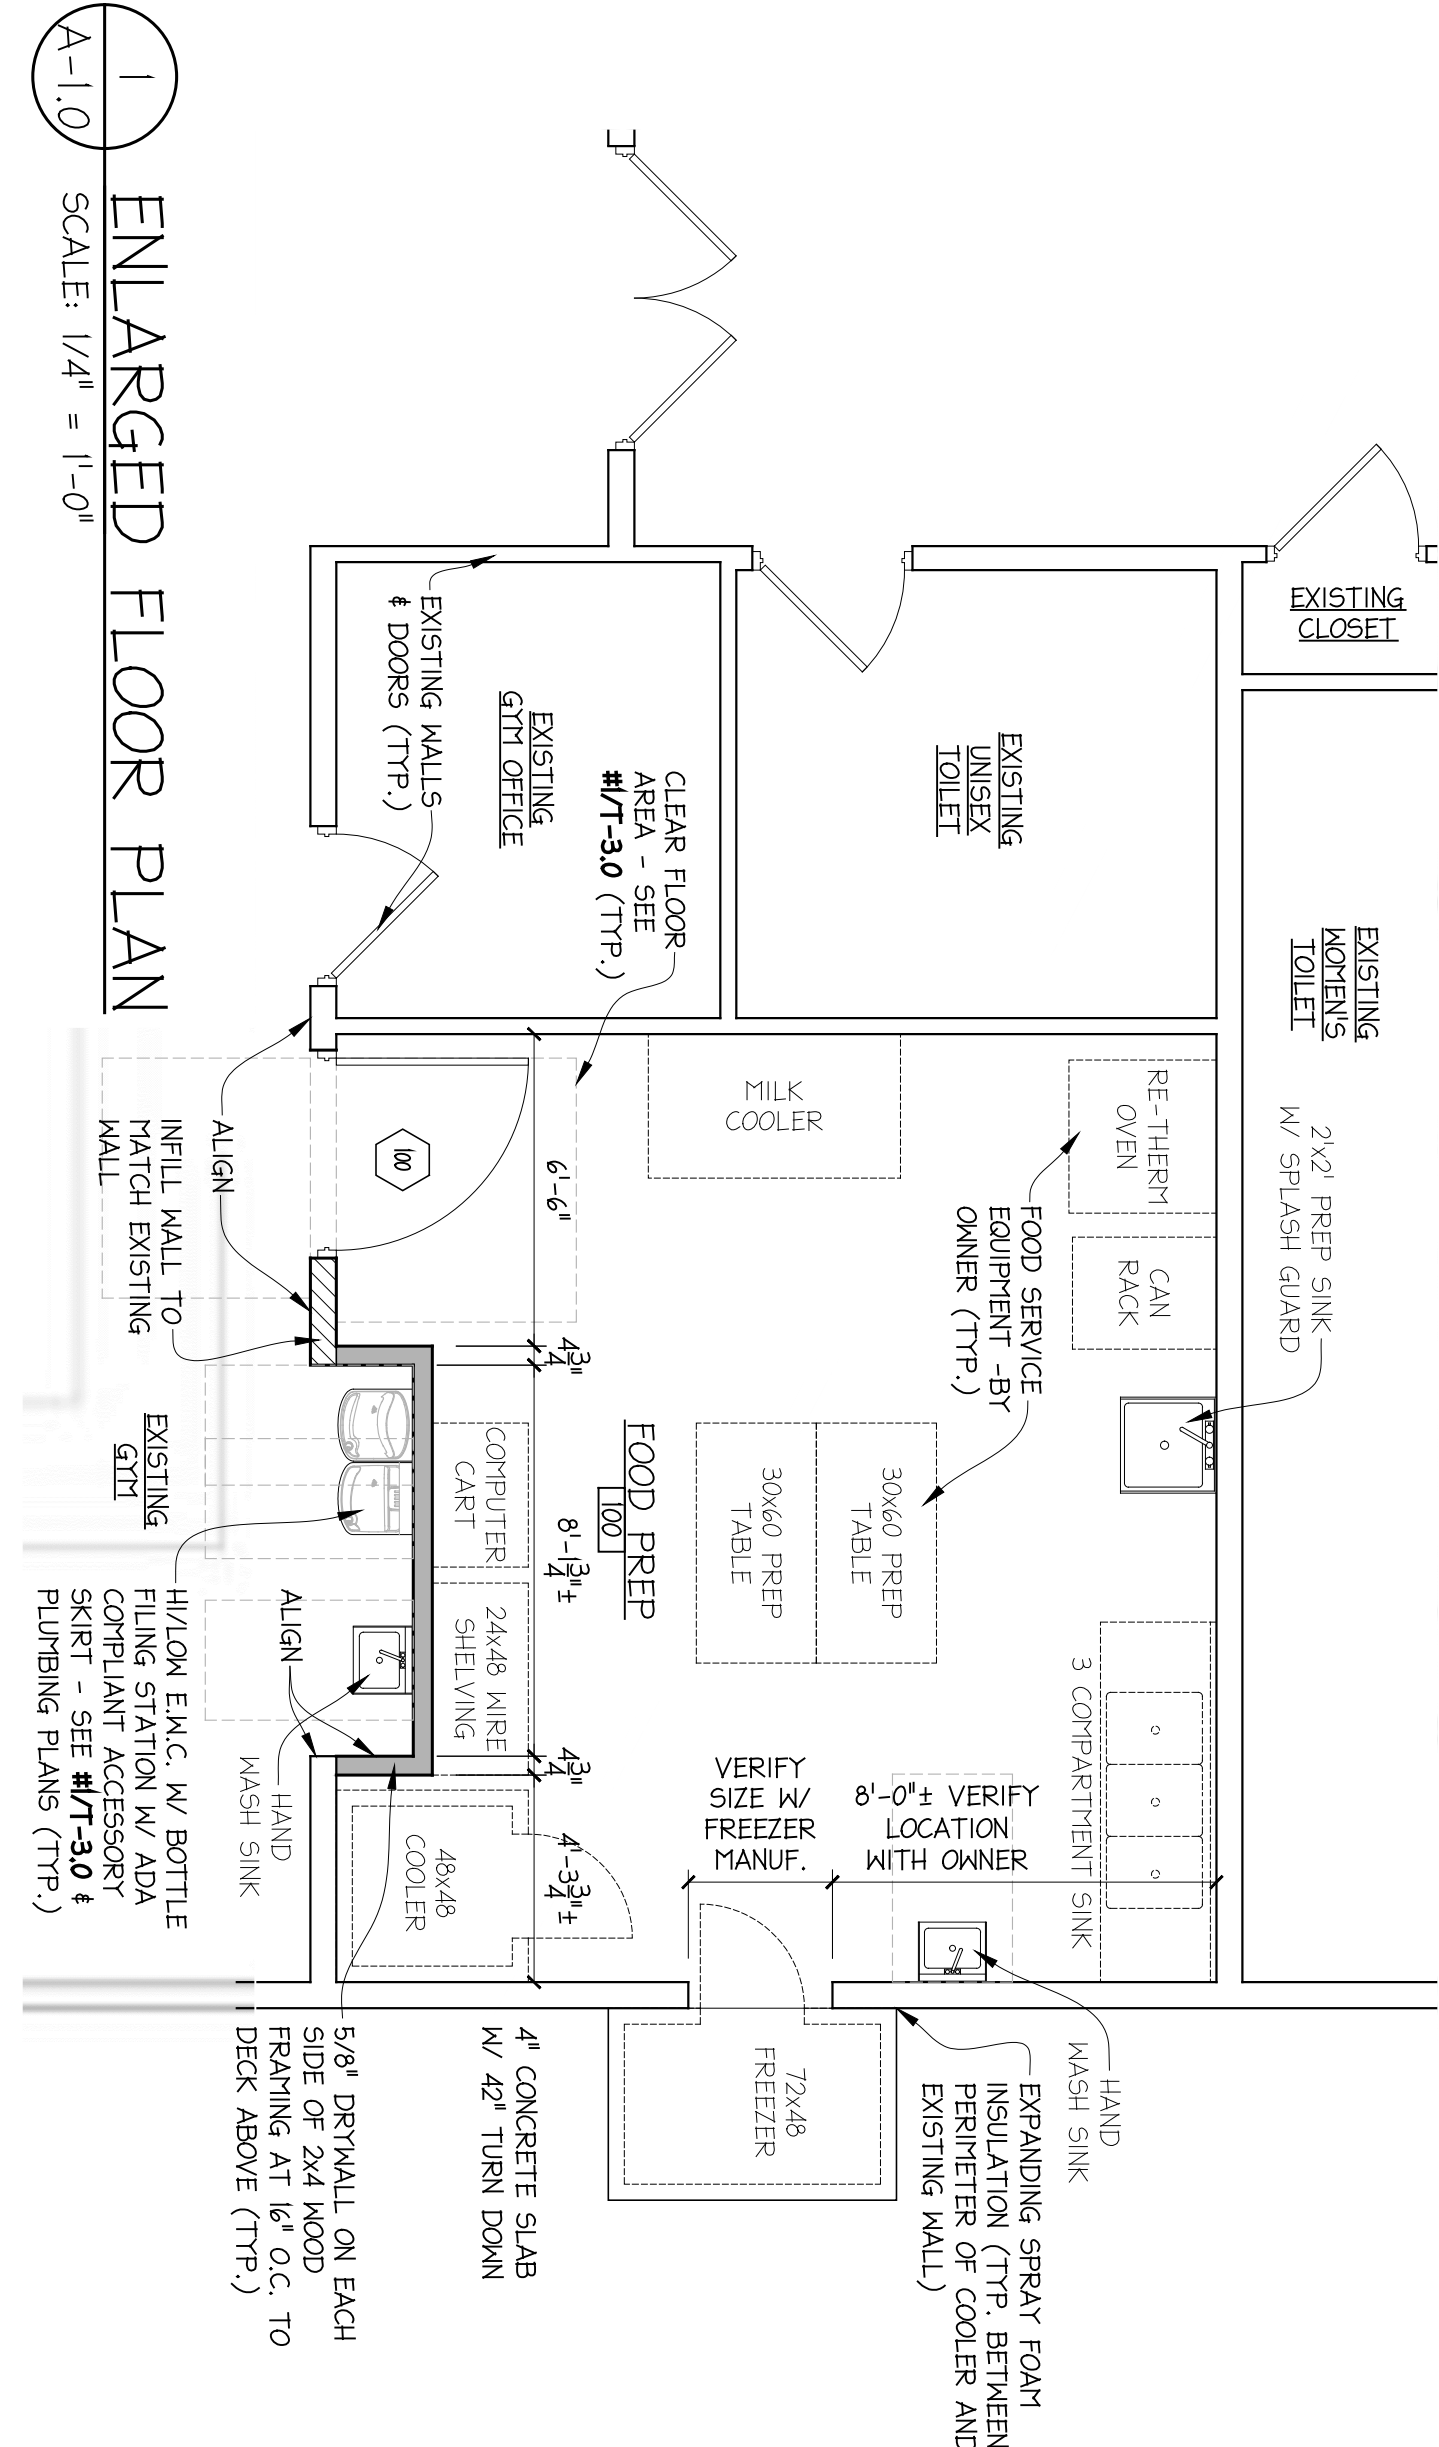 EXISTING
CLOSET
EXISTING
WOMEN'S
TOILET
2'x2' PREP SINK
W/ SPLASH GUARD
EXISTING
UNISEX
TOILET
EXISTING
GYM OFFICE
EXISTING WALLS
& DOORS (TYP.)
CLEAR FLOOR
AREA - SEE
#1/T-3.0 (TYP.)
RE-THERM
OVEN
CAN
RACK
MILK
COOLER
FOOD SERVICE
EQUIPMENT -BY
OWNER (TYP.)
30x60 PREP
TABLE
30x60 PREP
TABLE
3 COMPARTMENT SINK
FOOD PREP
100
6'-6"
4 3/4"
8'-1 3/4"±
4 3/4"
4'-3 3/4"±
100
COMPUTER
CART
24x48 WIRE
SHELVING
48x48
COOLER
VERIFY
SIZE W/
FREEZER
MANUF.
8'-0"± VERIFY
LOCATION
WITH OWNER
72x48
FREEZER
HAND
WASH SINK
EXPANDING SPRAY FOAM
INSULATION (TYP. BETWEEN
PERIMETER OF COOLER AND
EXISTING WALL)
4" CONCRETE SLAB
W/ 42" TURN DOWN
5/8" DRYWALL ON EACH
SIDE OF 2x4 WOOD
FRAMING AT 16" O.C. TO
DECK ABOVE (TYP.)
ALIGN
INFILL WALL TO
MATCH EXISTING
WALL
EXISTING
GYM
ALIGN
HAND
WASH SINK
HI/LOW E.W.C. W/ BOTTLE
FILING STATION W/ ADA
COMPLIANT ACCESSORY
SKIRT - SEE #1/T-3.0 &
PLUMBING PLANS (TYP.)
1
A-1.0
ENLARGED FLOOR PLAN
SCALE: 1/4" = 1'-0"